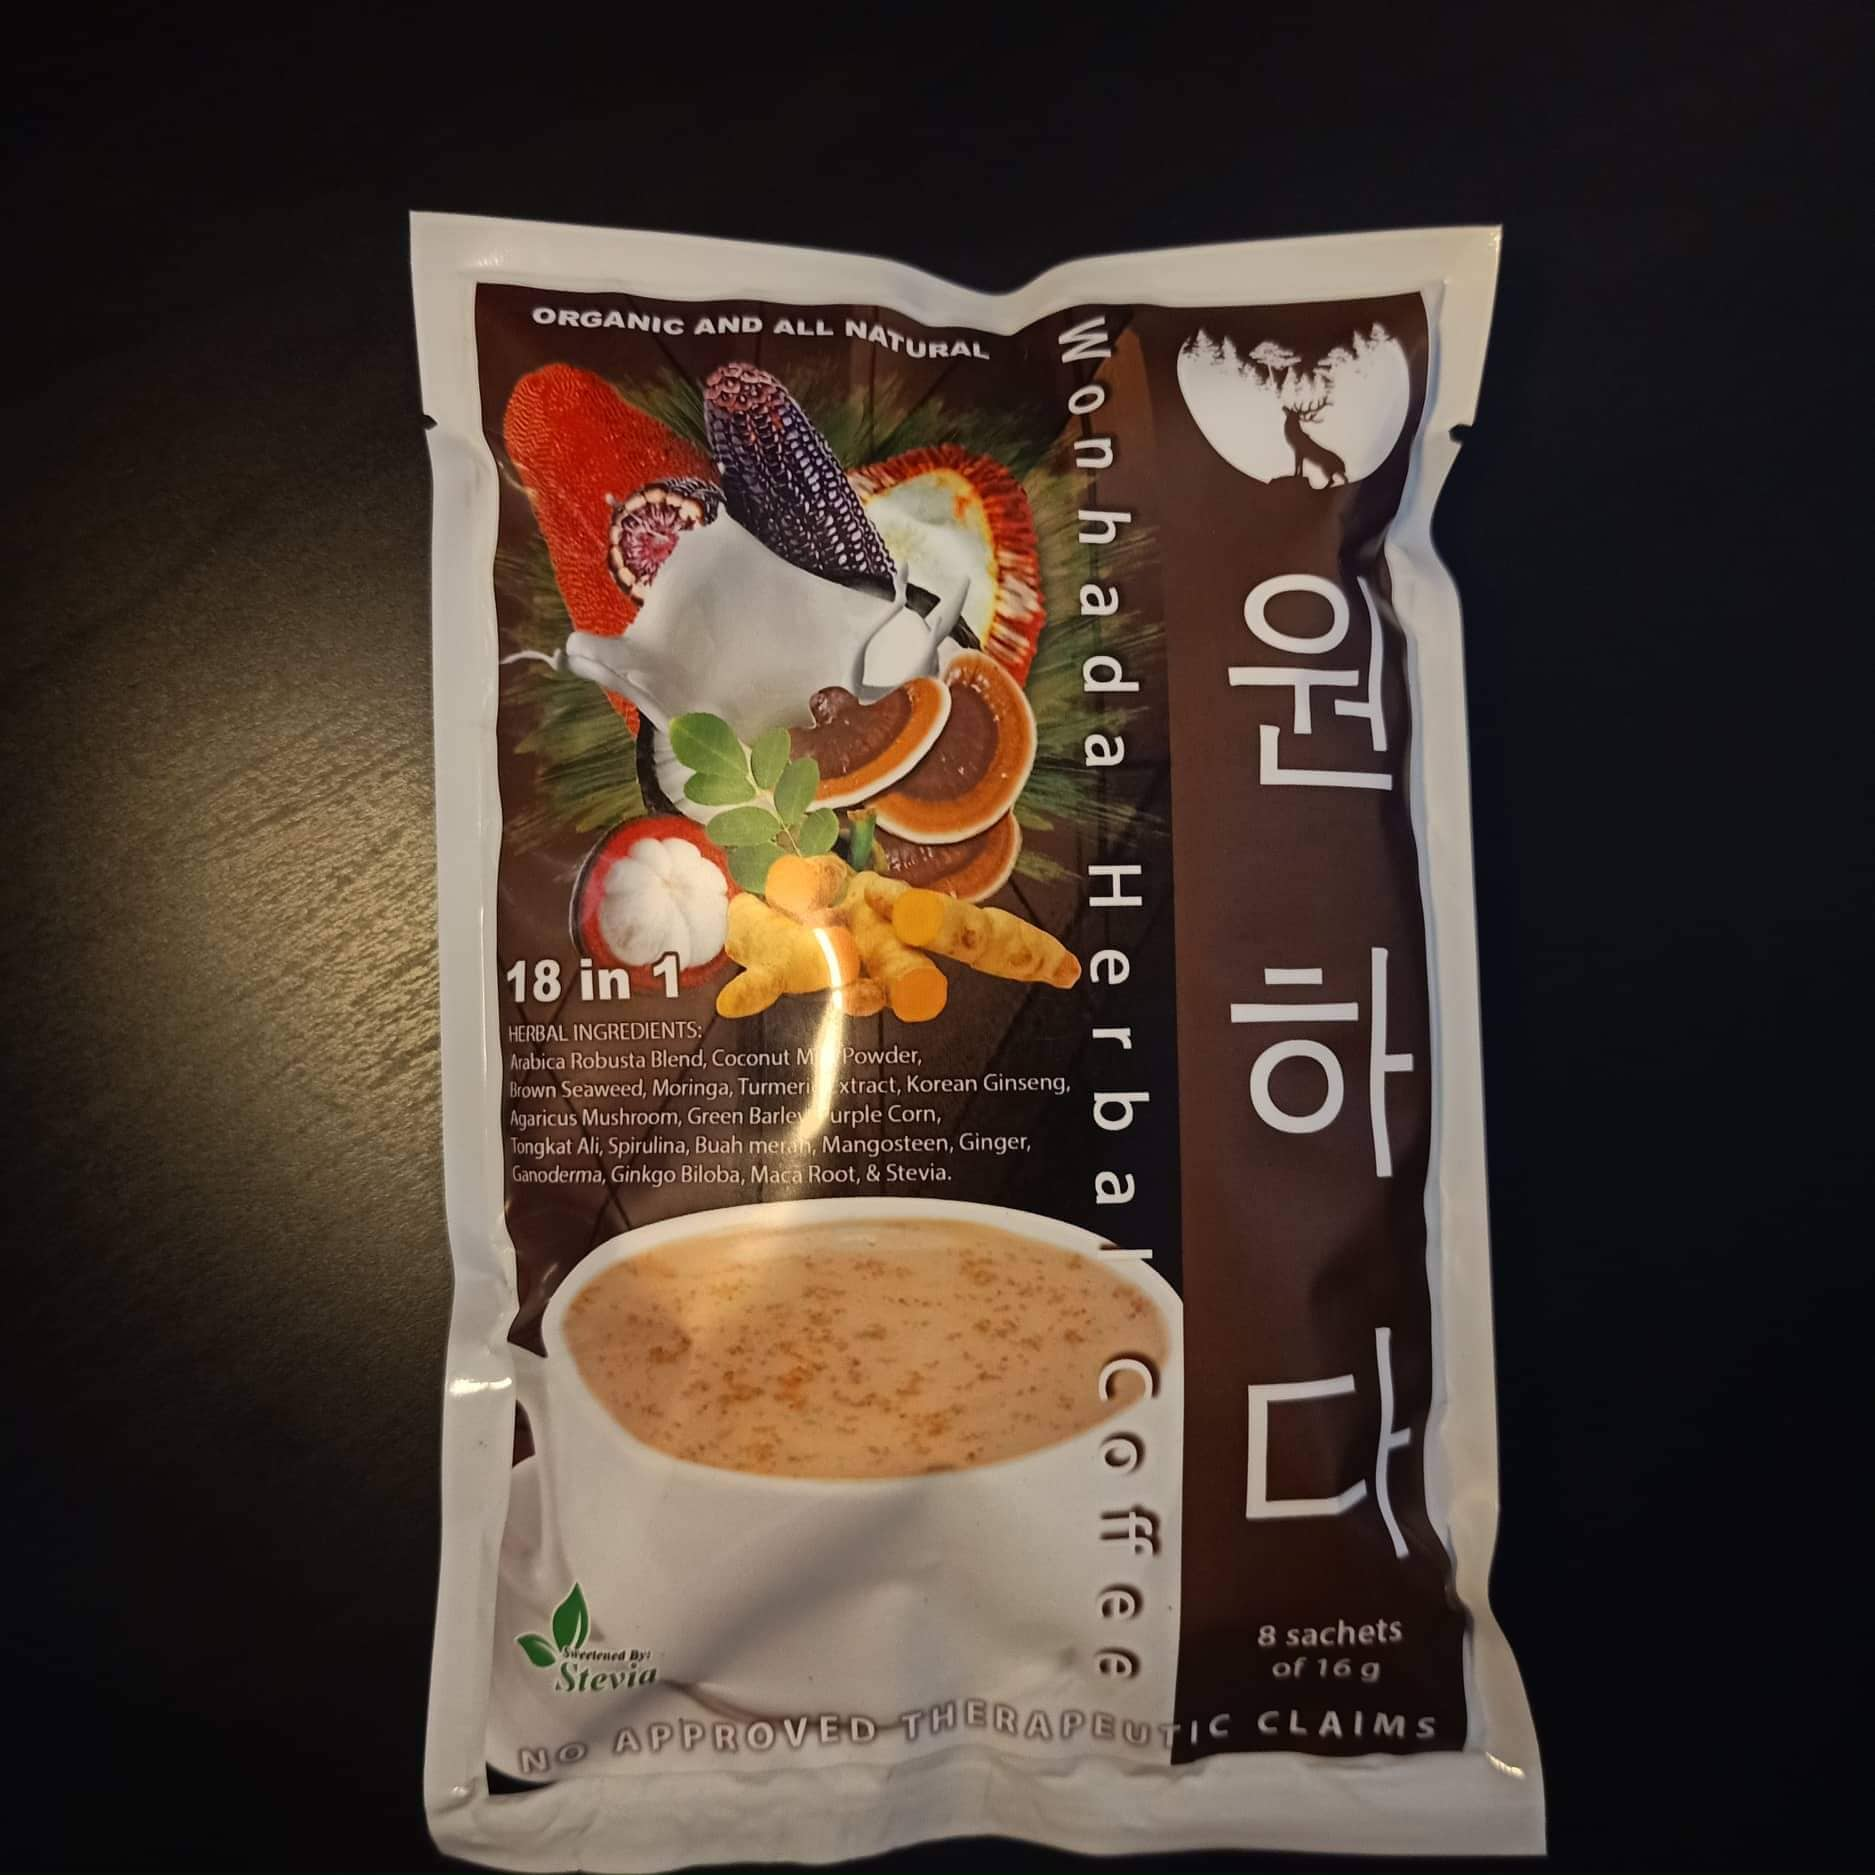 ORGANIC AND ALL NATURAL
Wonhada Herbal Coffee
원하다
18 in 1
HERBAL INGREDIENTS:
Arabica Robusta Blend, Coconut Milk Powder,
Brown Seaweed, Moringa, Turmeric Extract, Korean Ginseng,
Agaricus Mushroom, Green Barley, Purple Corn,
Tongkat Ali, Spirulina, Buah merah, Mangosteen, Ginger,
Ganoderma, Ginkgo Biloba, Maca Root, & Stevia.
Sweetened By:
Stevia
8 sachets
of 16 g
NO APPROVED THERAPEUTIC CLAIMS